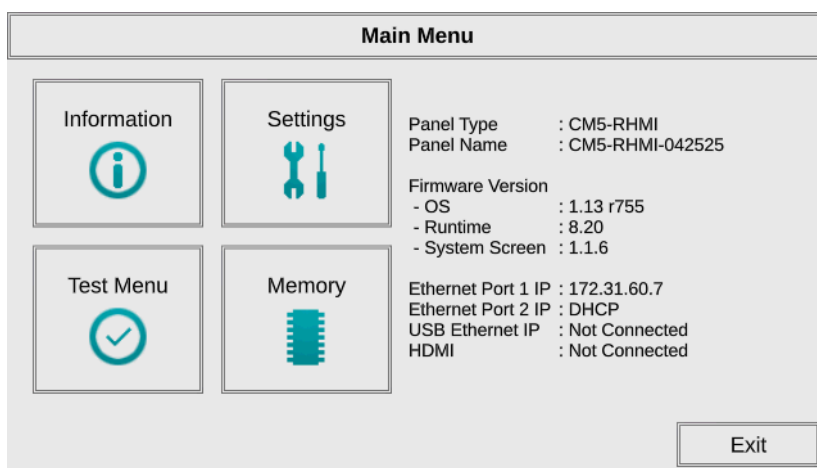 Main Menu
Information
Settings
Test Menu
Memory
Panel Type : CM5-RHMI
Panel Name : CM5-RHMI-042525
Firmware Version
- OS : 1.13 r755
- Runtime : 8.20
- System Screen : 1.1.6
Ethernet Port 1 IP : 172.31.60.7
Ethernet Port 2 IP : DHCP
USB Ethernet IP : Not Connected
HDMI : Not Connected
Exit